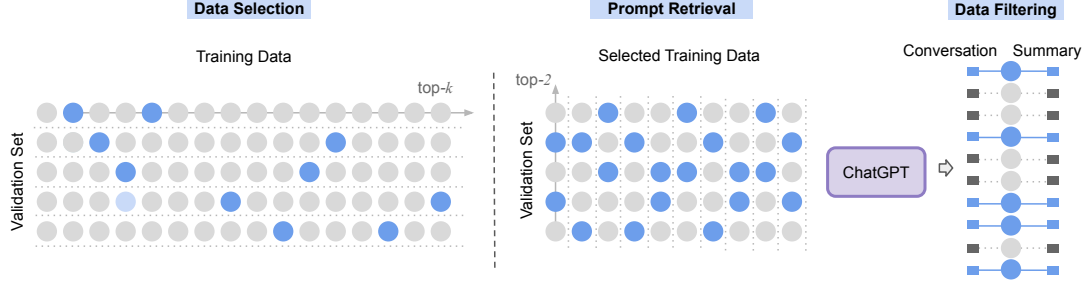 Data Selection
Prompt Retrieval
Data Filtering
Training Data
Selected Training Data
Conversation Summary
top-k
top-2
Validation Set
Validation Set
ChatGPT